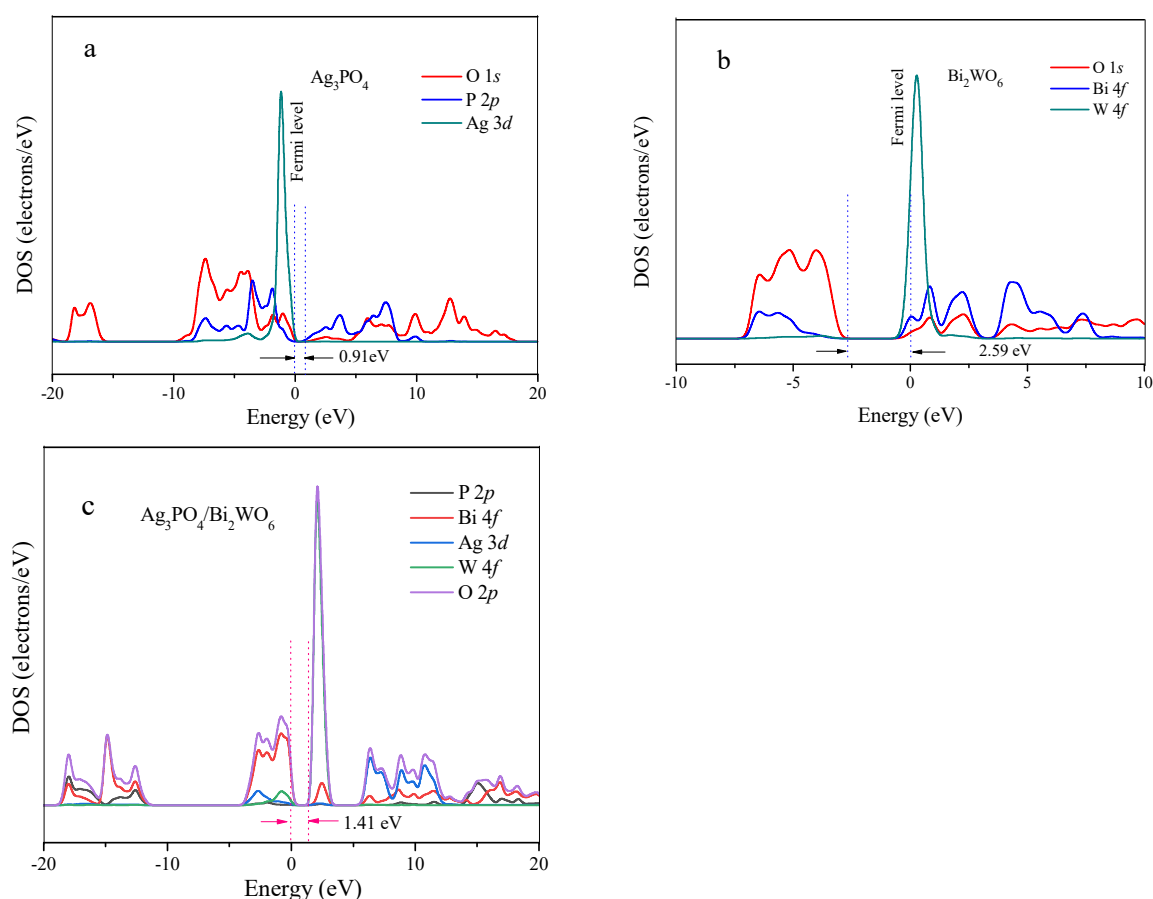 a
Ag₃PO₄
O 1s
P 2p
Ag 3d
Fermi level
0.91eV
DOS (electrons/eV)
-20 -10 0 10 20
Energy (eV)
b
Bi₂WO₆
O 1s
Bi 4f
W 4f
Fermi level
2.59 eV
DOS (electrons/eV)
-10 -5 0 5 10
Energy (eV)
c
Ag₃PO₄/Bi₂WO₆
P 2p
Bi 4f
Ag 3d
W 4f
O 2p
1.41 eV
DOS (electrons/eV)
-20 -10 0 10 20
Energy (eV)